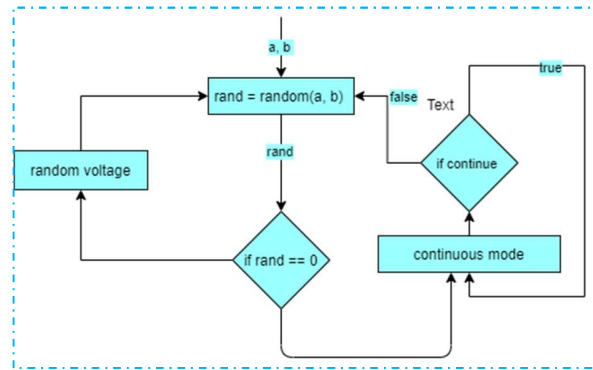 a, b
rand = random(a, b)
false
Text
true
rand
random voltage
if continue
if rand == 0
continuous mode